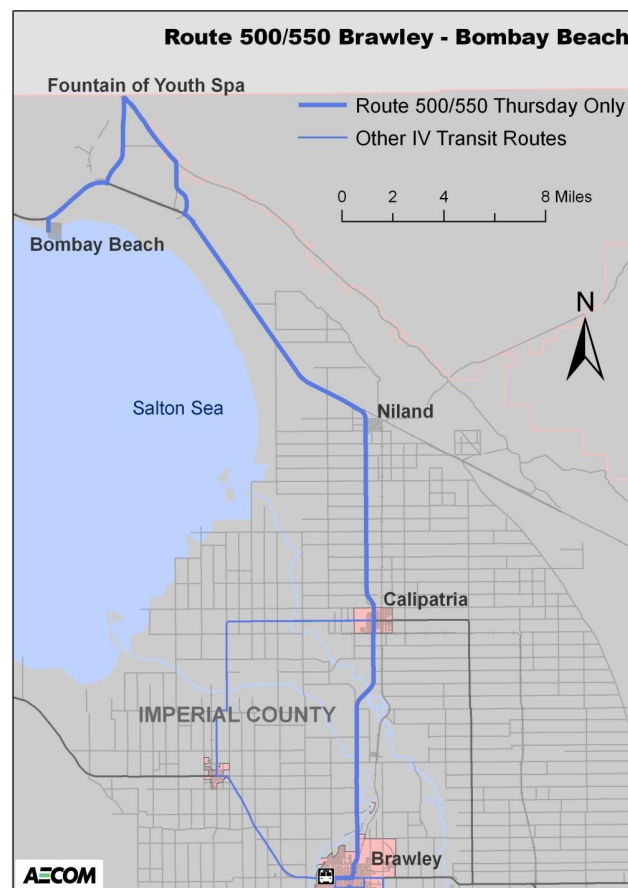 Route 500/550 Brawley - Bombay Beach
Fountain of Youth Spa
Route 500/550 Thursday Only
Other IV Transit Routes
0 2 4 8 Miles
Bombay Beach
N
Salton Sea
Niland
Calipatria
IMPERIAL COUNTY
Brawley
AECOM